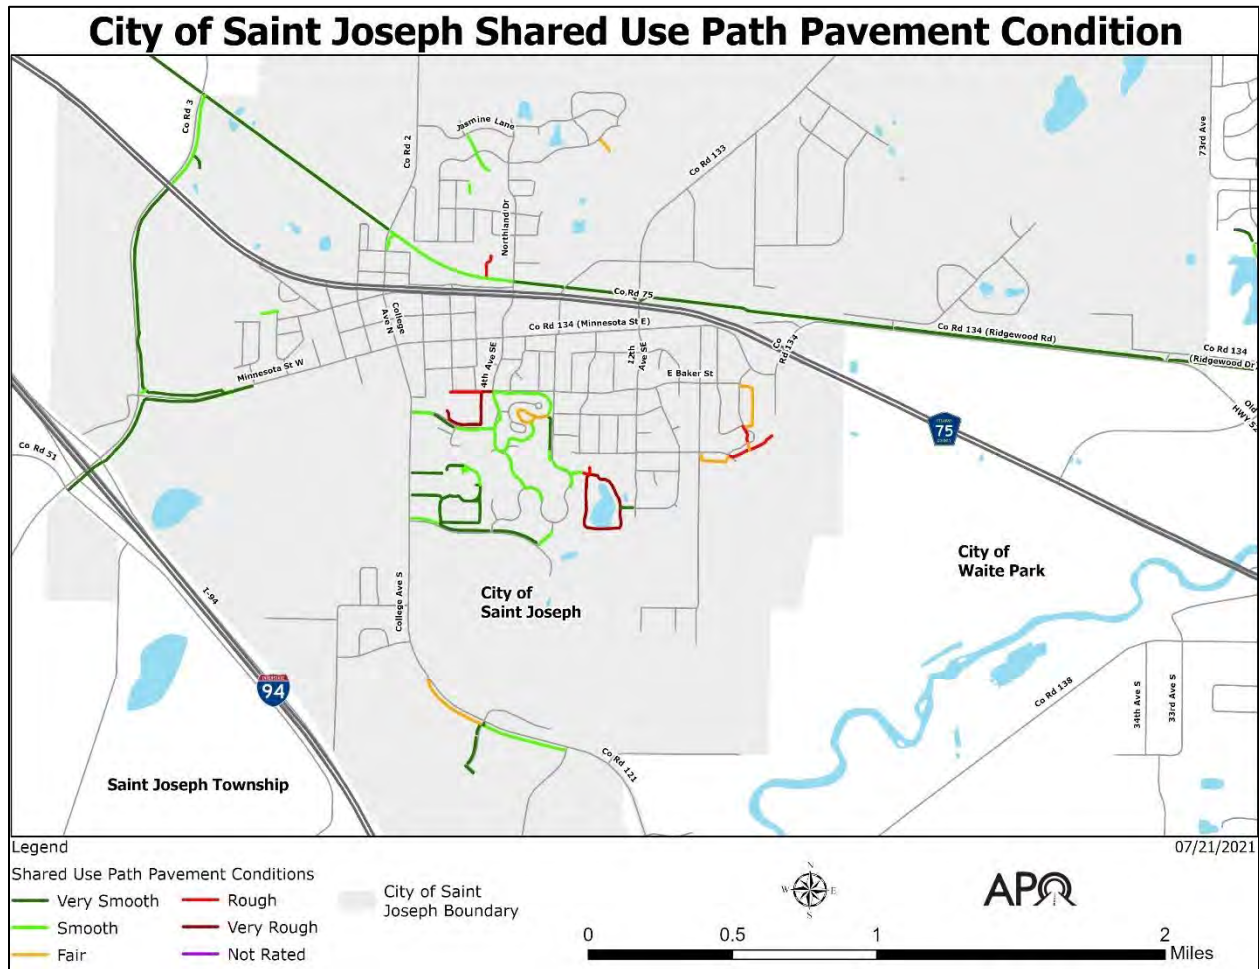 City of Saint Joseph Shared Use Path Pavement Condition
Co Rd 3
Co Rd 2
Jasmine Lane
Northland Dr
Co Rd 133
73rd Ave
Co Rd 75
Co Rd 134 (Minnesota St E)
Co Rd 134 (Ridgewood Rd)
Co Rd 134
(Ridgewood Dr)
Old
HWY 52
College
Ave N
Minnesota St W
4th Ave SE
12th
Ave SE
Co
Rd 134
E Baker St
75
Co Rd 51
I-94
94
College Ave S
City of
Saint Joseph
City of
Waite Park
Co Rd 138
34th Ave S
33rd Ave S
Co Rd 121
Saint Joseph Township
Legend
07/21/2021
Shared Use Path Pavement Conditions
Very Smooth
Smooth
Fair
Rough
Very Rough
Not Rated
City of Saint
Joseph Boundary
N
W E
S
APO
0 0.5 1 2
Miles